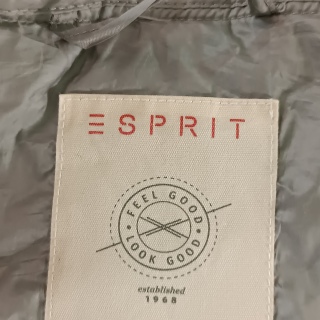 ESPRIT
FEEL GOOD
LOOK GOOD
established
1968